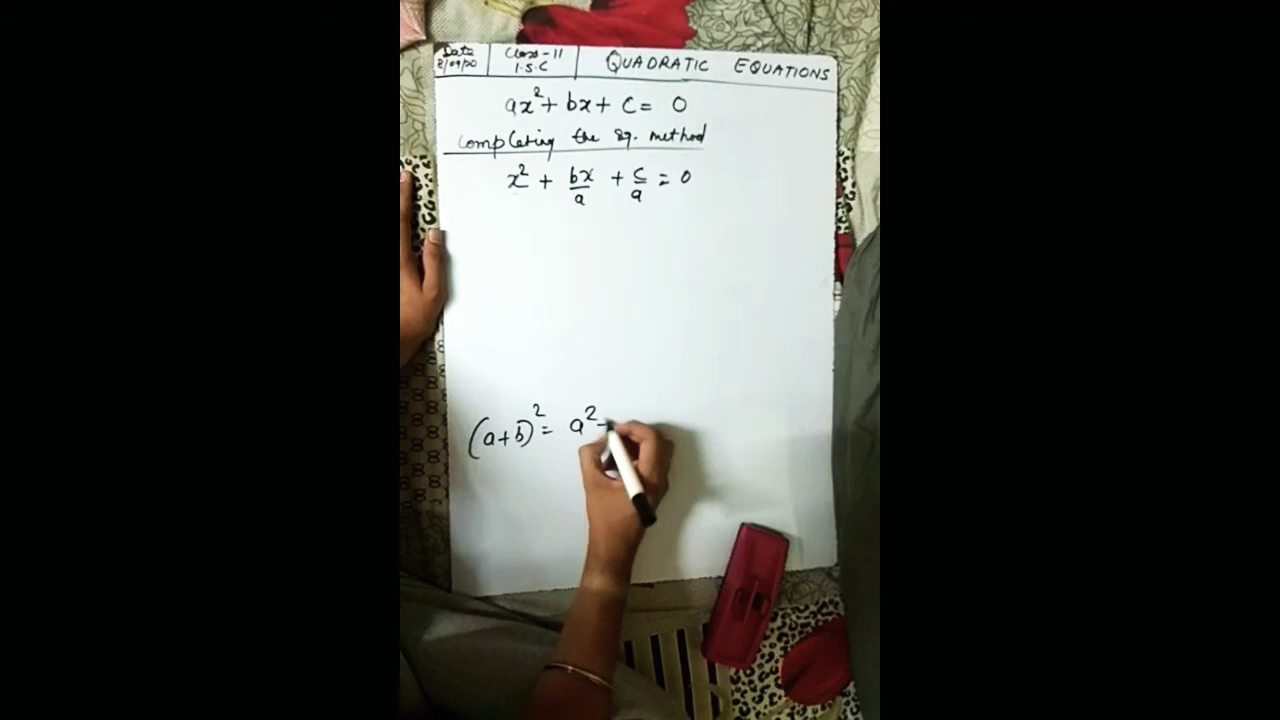 Date
2/09/20
Class-11
I.S.C
QUADRATIC EQUATIONS
ax²+ bx + c = 0
completing the sq. method
x² + bx/a + c/a = 0
(a+b)² = a² +